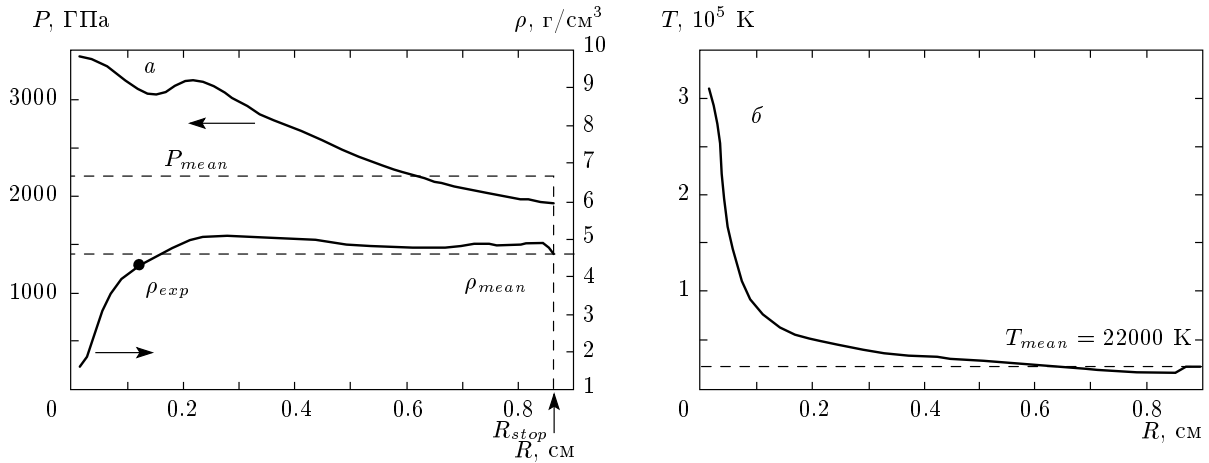 P, ГПа
ρ, г/см³
T, 10⁵ K
10
9
8
7
6
5
4
3
2
1
3000
2000
1000
0
а
P_mean
ρ_exp
ρ_mean
0.2
0.4
0.6
0.8
R_stop
R, см
3
2
1
0
б
T_mean = 22000 K
0.2
0.4
0.6
0.8
R, см